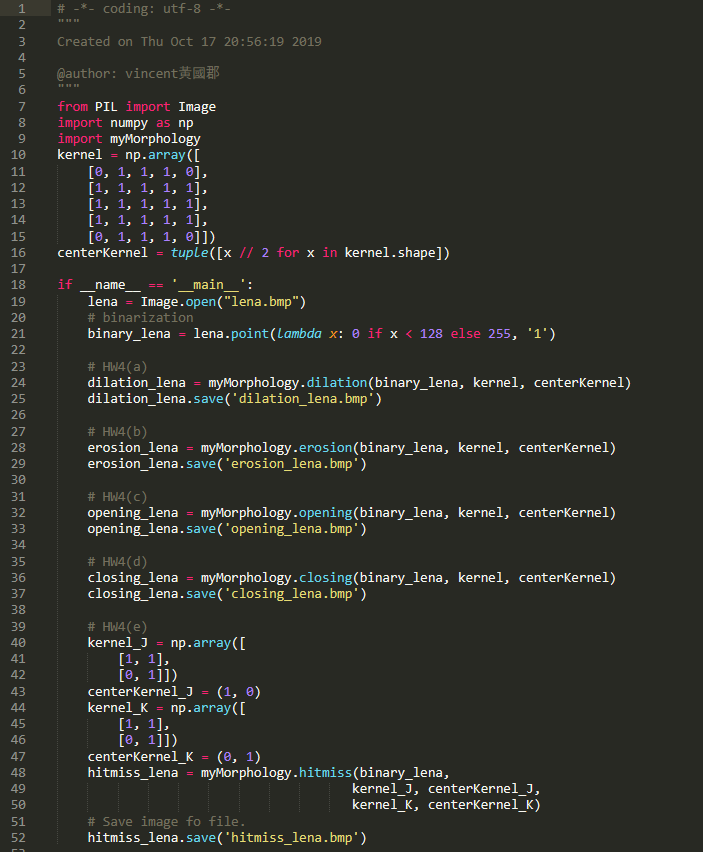 1 # -*- coding: utf-8 -*-
2 """
3 Created on Thu Oct 17 20:56:19 2019
4
5 @author: vincent黃國郡
6 """
7 from PIL import Image
8 import numpy as np
9 import myMorphology
10 kernel = np.array([
11     [0, 1, 1, 1, 0],
12     [1, 1, 1, 1, 1],
13     [1, 1, 1, 1, 1],
14     [1, 1, 1, 1, 1],
15     [0, 1, 1, 1, 0]])
16 centerKernel = tuple([x // 2 for x in kernel.shape])
17
18 if __name__ == '__main__':
19     lena = Image.open("lena.bmp")
20     # binarization
21     binary_lena = lena.point(lambda x: 0 if x < 128 else 255, '1')
22
23     # HW4(a)
24     dilation_lena = myMorphology.dilation(binary_lena, kernel, centerKernel)
25     dilation_lena.save('dilation_lena.bmp')
26
27     # HW4(b)
28     erosion_lena = myMorphology.erosion(binary_lena, kernel, centerKernel)
29     erosion_lena.save('erosion_lena.bmp')
30
31     # HW4(c)
32     opening_lena = myMorphology.opening(binary_lena, kernel, centerKernel)
33     opening_lena.save('opening_lena.bmp')
34
35     # HW4(d)
36     closing_lena = myMorphology.closing(binary_lena, kernel, centerKernel)
37     closing_lena.save('closing_lena.bmp')
38
39     # HW4(e)
40     kernel_J = np.array([
41         [1, 1],
42         [0, 1]])
43     centerKernel_J = (1, 0)
44     kernel_K = np.array([
45         [1, 1],
46         [0, 1]])
47     centerKernel_K = (0, 1)
48     hitmiss_lena = myMorphology.hitmiss(binary_lena,
49                                        kernel_J, centerKernel_J,
50                                        kernel_K, centerKernel_K)
51     # Save image fo file.
52     hitmiss_lena.save('hitmiss_lena.bmp')